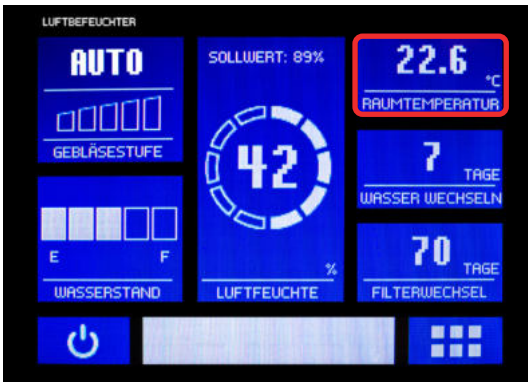 LUFTBEFEUCHTER
AUTO
GEBLÄSESTUFE
E F
WASSERSTAND
SOLLWERT: 89%
42
%
LUFTFEUCHTE
22.6 °C
RAUMTEMPERATUR
7 TAGE
WASSER WECHSELN
70 TAGE
FILTERWECHSEL